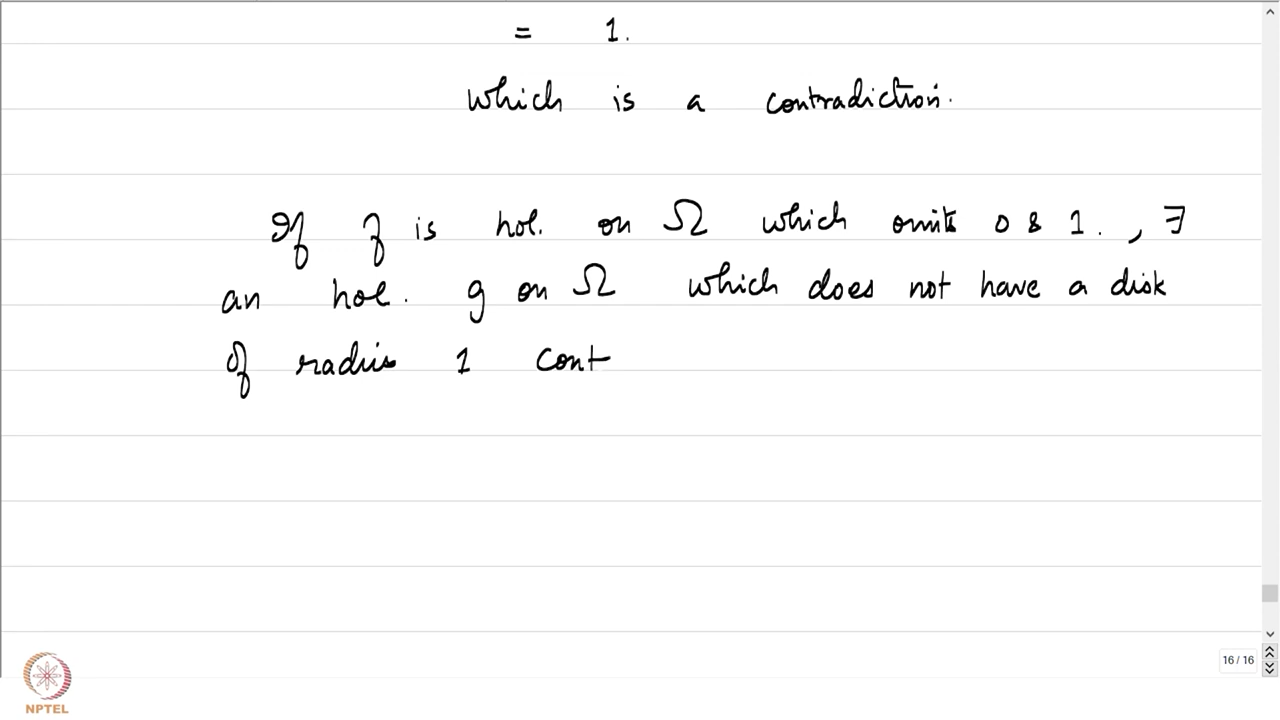 = 1.
which is a contradiction.
If f is hol. on Ω which omits 0 & 1. , ∃
an hol. g on Ω which does not have a disk
of radius 1 cont
16 / 16
NPTEL